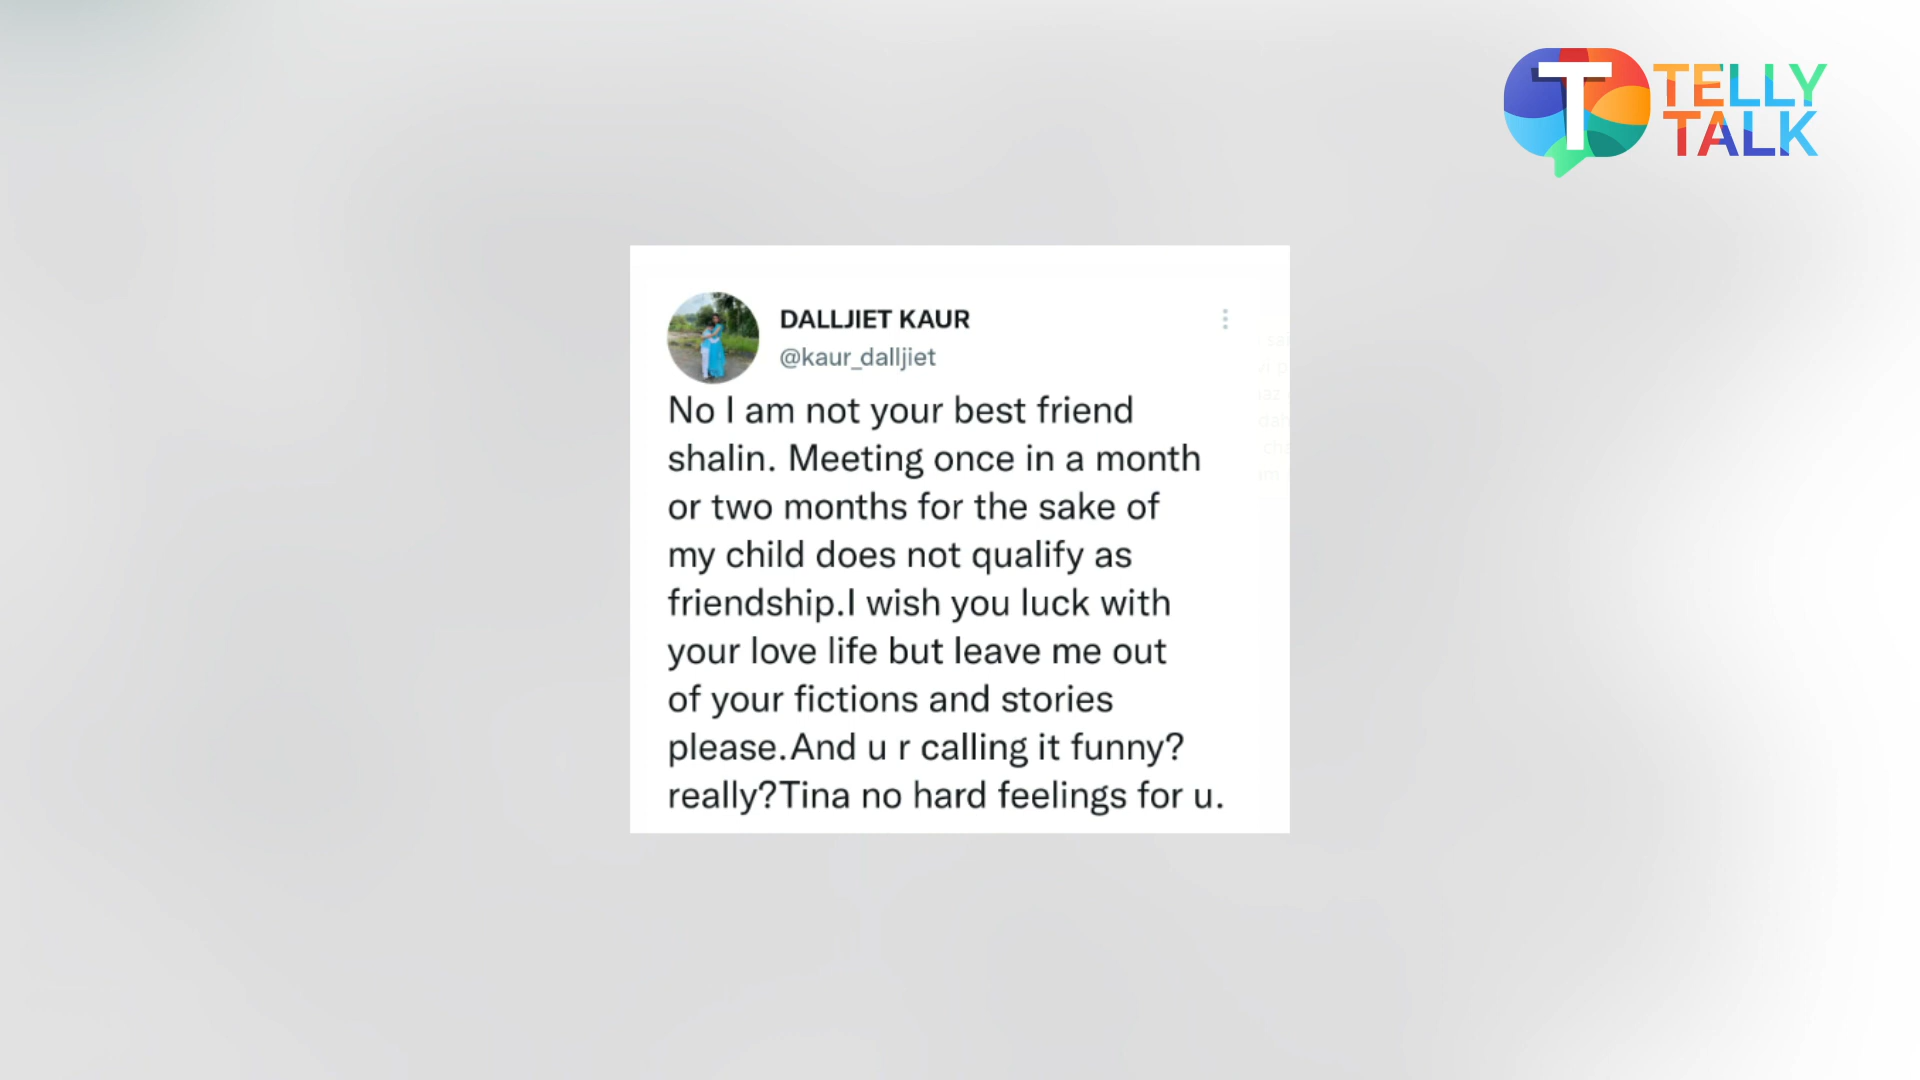 TELLY
TALK
DALLJIET KAUR
@kaur_dalljiet
No I am not your best friend
shalin. Meeting once in a month
or two months for the sake of
my child does not qualify as
friendship.I wish you luck with
your love life but leave me out
of your fictions and stories
please.And u r calling it funny?
really?Tina no hard feelings for u.